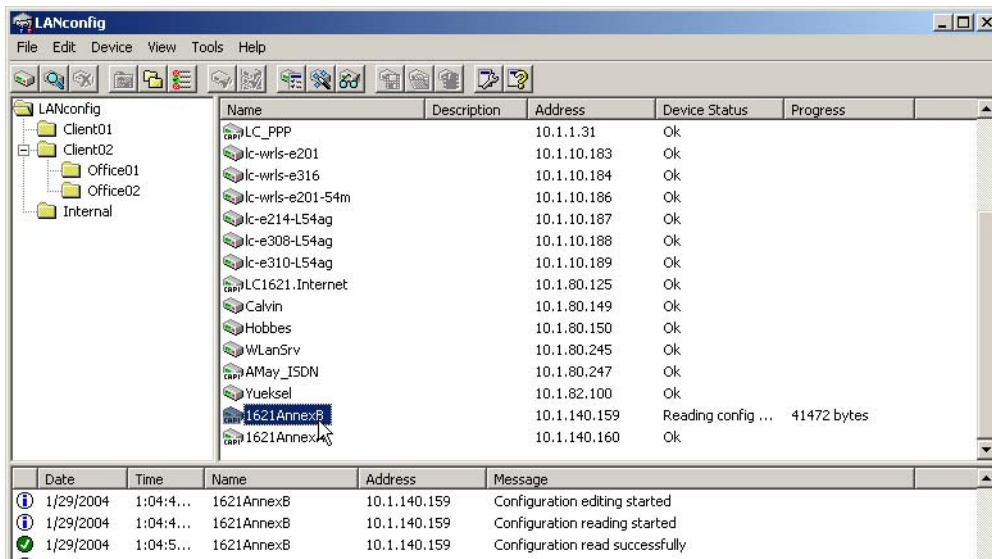 LANconfig
File Edit Device View Tools Help
LANconfig
Client01
Client02
Office01
Office02
Internal
Name Description Address Device Status Progress
LC_PPP 10.1.1.31 Ok
lc-wrls-e201 10.1.10.183 Ok
lc-wrls-e316 10.1.10.184 Ok
lc-wrls-e201-54m 10.1.10.186 Ok
lc-e214-L54ag 10.1.10.187 Ok
lc-e308-L54ag 10.1.10.188 Ok
lc-e310-L54ag 10.1.10.189 Ok
LC1621.Internet 10.1.80.125 Ok
Calvin 10.1.80.149 Ok
Hobbes 10.1.80.150 Ok
WLanSrv 10.1.80.245 Ok
AMay_ISDN 10.1.80.247 Ok
Yueksel 10.1.82.100 Ok
1621AnnexB 10.1.140.159 Reading config ... 41472 bytes
10.1.140.160 Ok
Date Time Name Address Message
1/29/2004 1:04:4... 1621AnnexB 10.1.140.159 Configuration editing started
1/29/2004 1:04:4... 1621AnnexB 10.1.140.159 Configuration reading started
1/29/2004 1:04:5... 1621AnnexB 10.1.140.159 Configuration read successfully